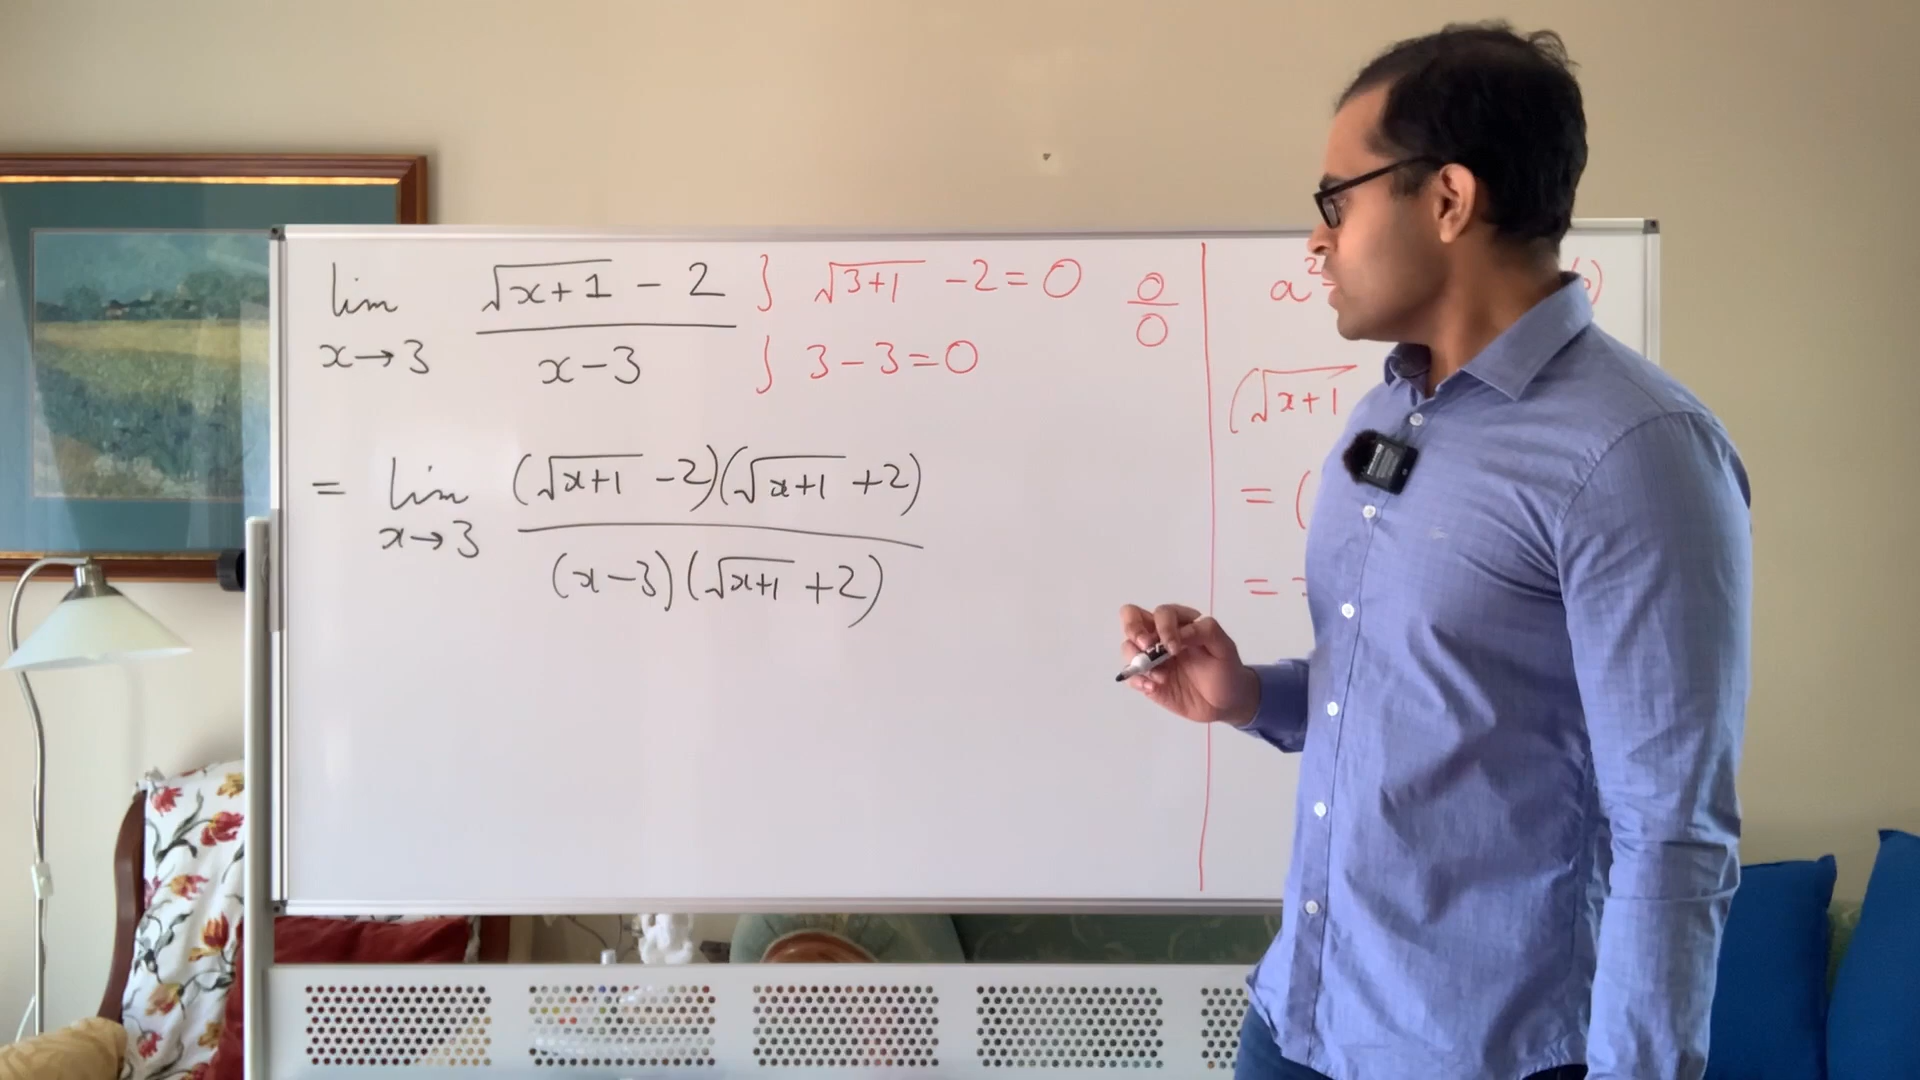 lim x→3 (√(x+1) - 2)/(x-3) } √(3+1) - 2 = 0 } 3 - 3 = 0 0/0
= lim x→3 ((√(x+1) - 2)(√(x+1) + 2))/((x-3)(√(x+1) + 2))
a²
(√(x+1)
= (
=